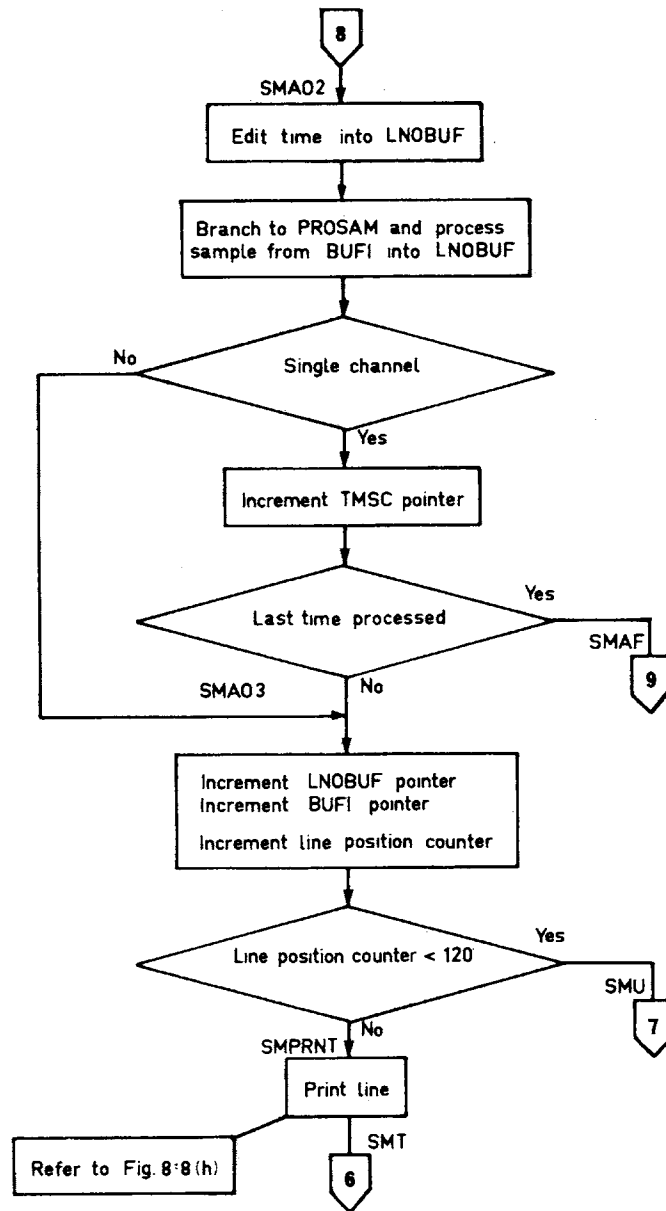 8
SMA02
Edit time into LNOBUF
Branch to PROSAM and process
sample from BUFI into LNOBUF
No
Single channel
Yes
Increment TMSC pointer
Yes
Last time processed
SMAF
9
SMA03
No
Increment LNOBUF pointer
Increment BUFI pointer
Increment line position counter
Yes
Line position counter < 120
SMU
7
No
SMPRNT
Print line
SMT
Refer to Fig. 8:8 (h)
6